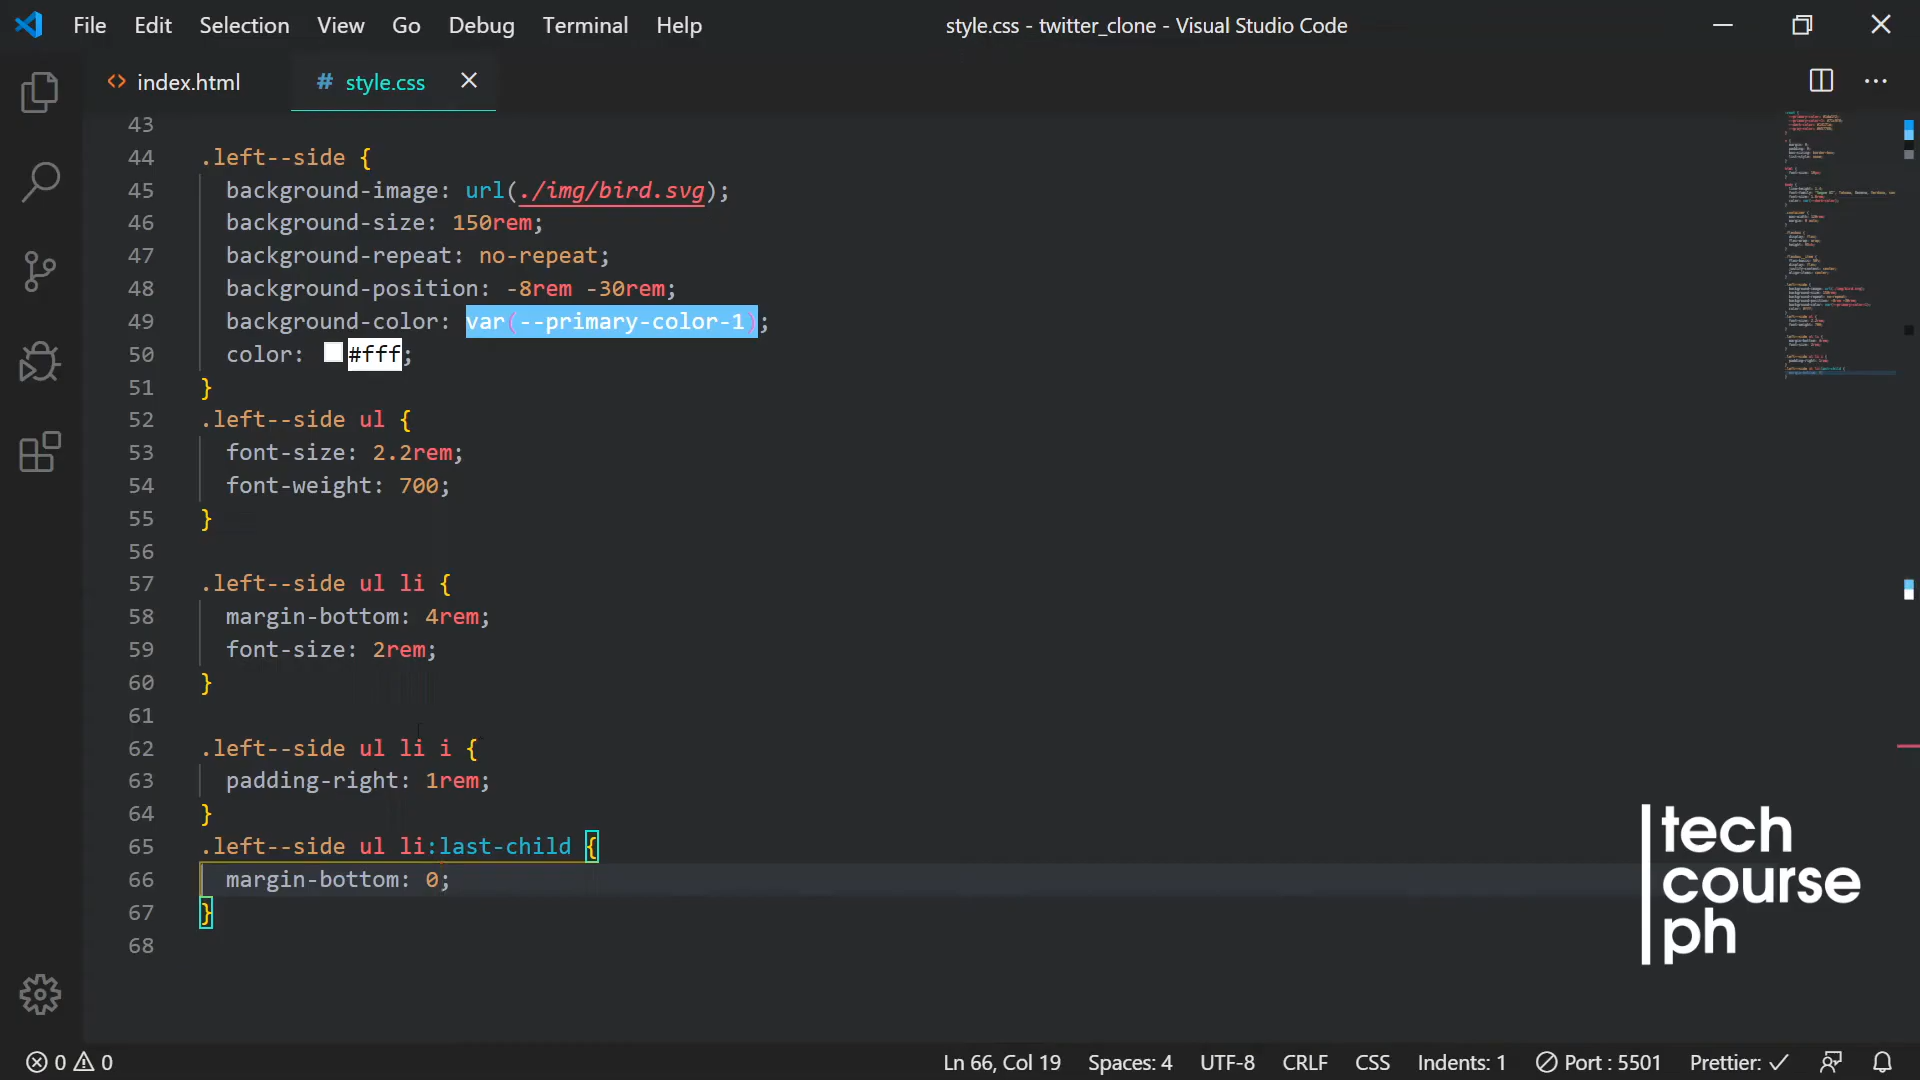 File Edit Selection View Go Debug Terminal Help style.css - twitter_clone - Visual Studio Code
<> index.html # style.css
43
44 .left--side {
45 background-image: url(./img/bird.svg);
46 background-size: 150rem;
47 background-repeat: no-repeat;
48 background-position: -8rem -30rem;
49 background-color: var(--primary-color-1);
50 color: #fff;
51 }
52 .left--side ul {
53 font-size: 2.2rem;
54 font-weight: 700;
55 }
56
57 .left--side ul li {
58 margin-bottom: 4rem;
59 font-size: 2rem;
60 }
61
62 .left--side ul li i {
63 padding-right: 1rem;
64 }
65 .left--side ul li:last-child {
66 margin-bottom: 0;
67 }
68
tech
course
ph
0 0 Ln 66, Col 19 Spaces: 4 UTF-8 CRLF CSS Indents: 1 Port : 5501 Prettier: ✓